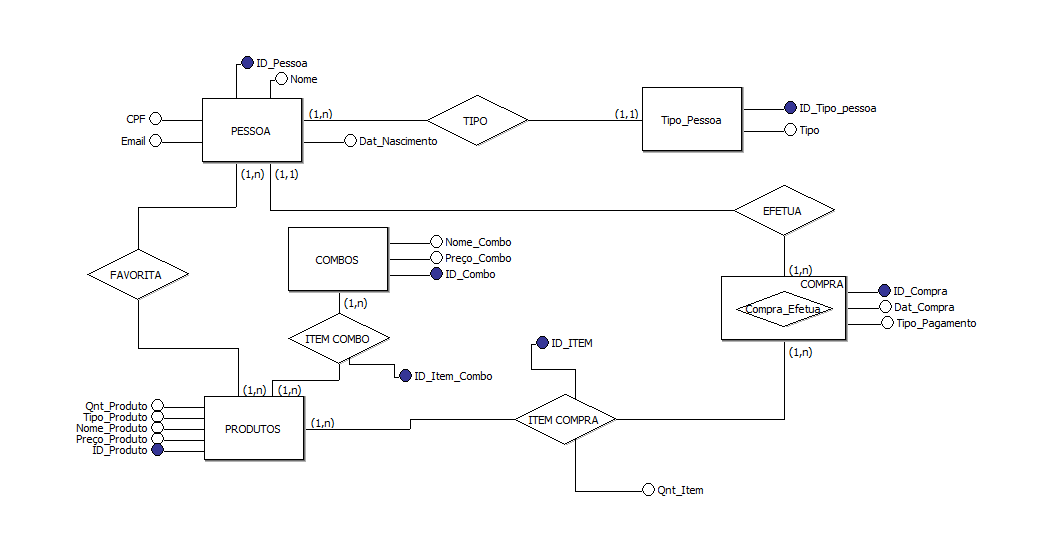 ID_Pessoa
Nome
CPF
Email
PESSOA
(1,n)
TIPO
(1,1)
Tipo_Pessoa
ID_Tipo_pessoa
Tipo
Dat_Nascimento
(1,n)
(1,1)
EFETUA
FAVORITA
COMBOS
Nome_Combo
Preço_Combo
ID_Combo
(1,n)
(1,n)
COMPRA
Compra_Efetua
ID_Compra
Dat_Compra
Tipo_Pagamento
(1,n)
ITEM COMBO
ID_Item_Combo
ID_ITEM
(1,n)
(1,n)
Qnt_Produto
Tipo_Produto
Nome_Produto
Preço_Produto
ID_Produto
PRODUTOS
(1,n)
ITEM COMPRA
Qnt_Item